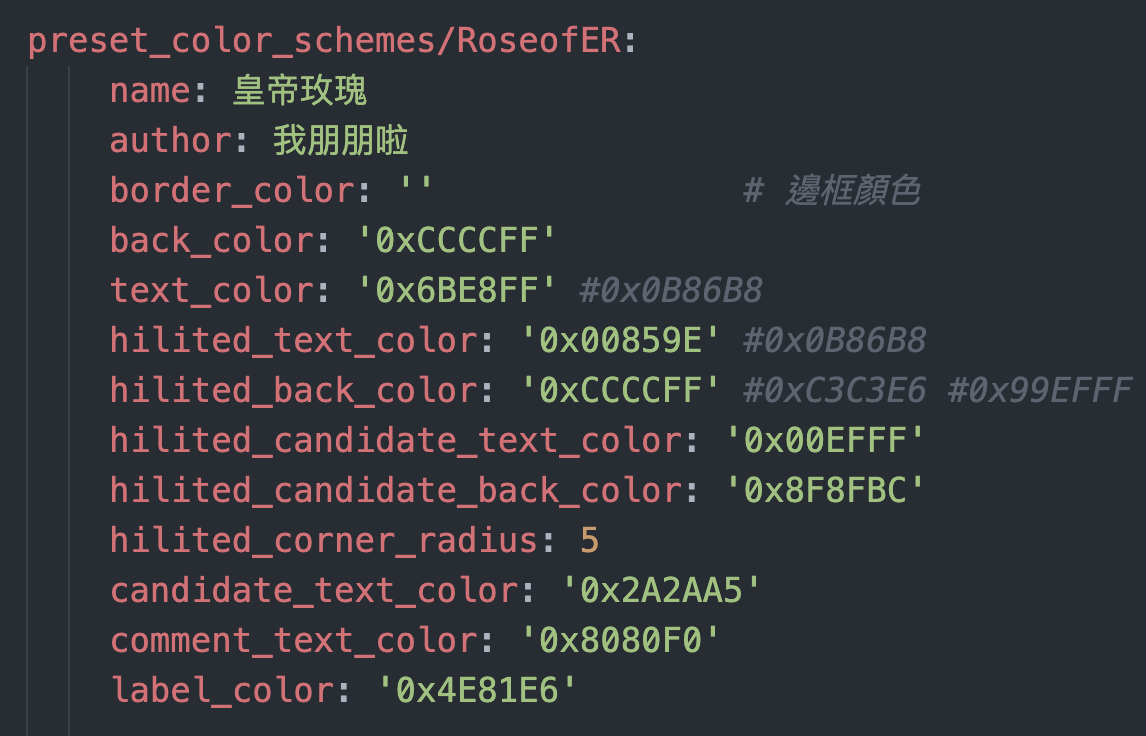 preset_color_schemes/RoseofER:
name: 皇帝玫瑰
author: 我朋朋啦
border_color: '' # 邊框顏色
back_color: '0xCCCCFF'
text_color: '0x6BE8FF' #0x0B86B8
hilited_text_color: '0x00859E' #0x0B86B8
hilited_back_color: '0xCCCCFF' #0xC3C3E6 #0x99EFFF
hilited_candidate_text_color: '0x00EFFF'
hilited_candidate_back_color: '0x8F8FBC'
hilited_corner_radius: 5
candidate_text_color: '0x2A2AA5'
comment_text_color: '0x8080F0'
label_color: '0x4E81E6'